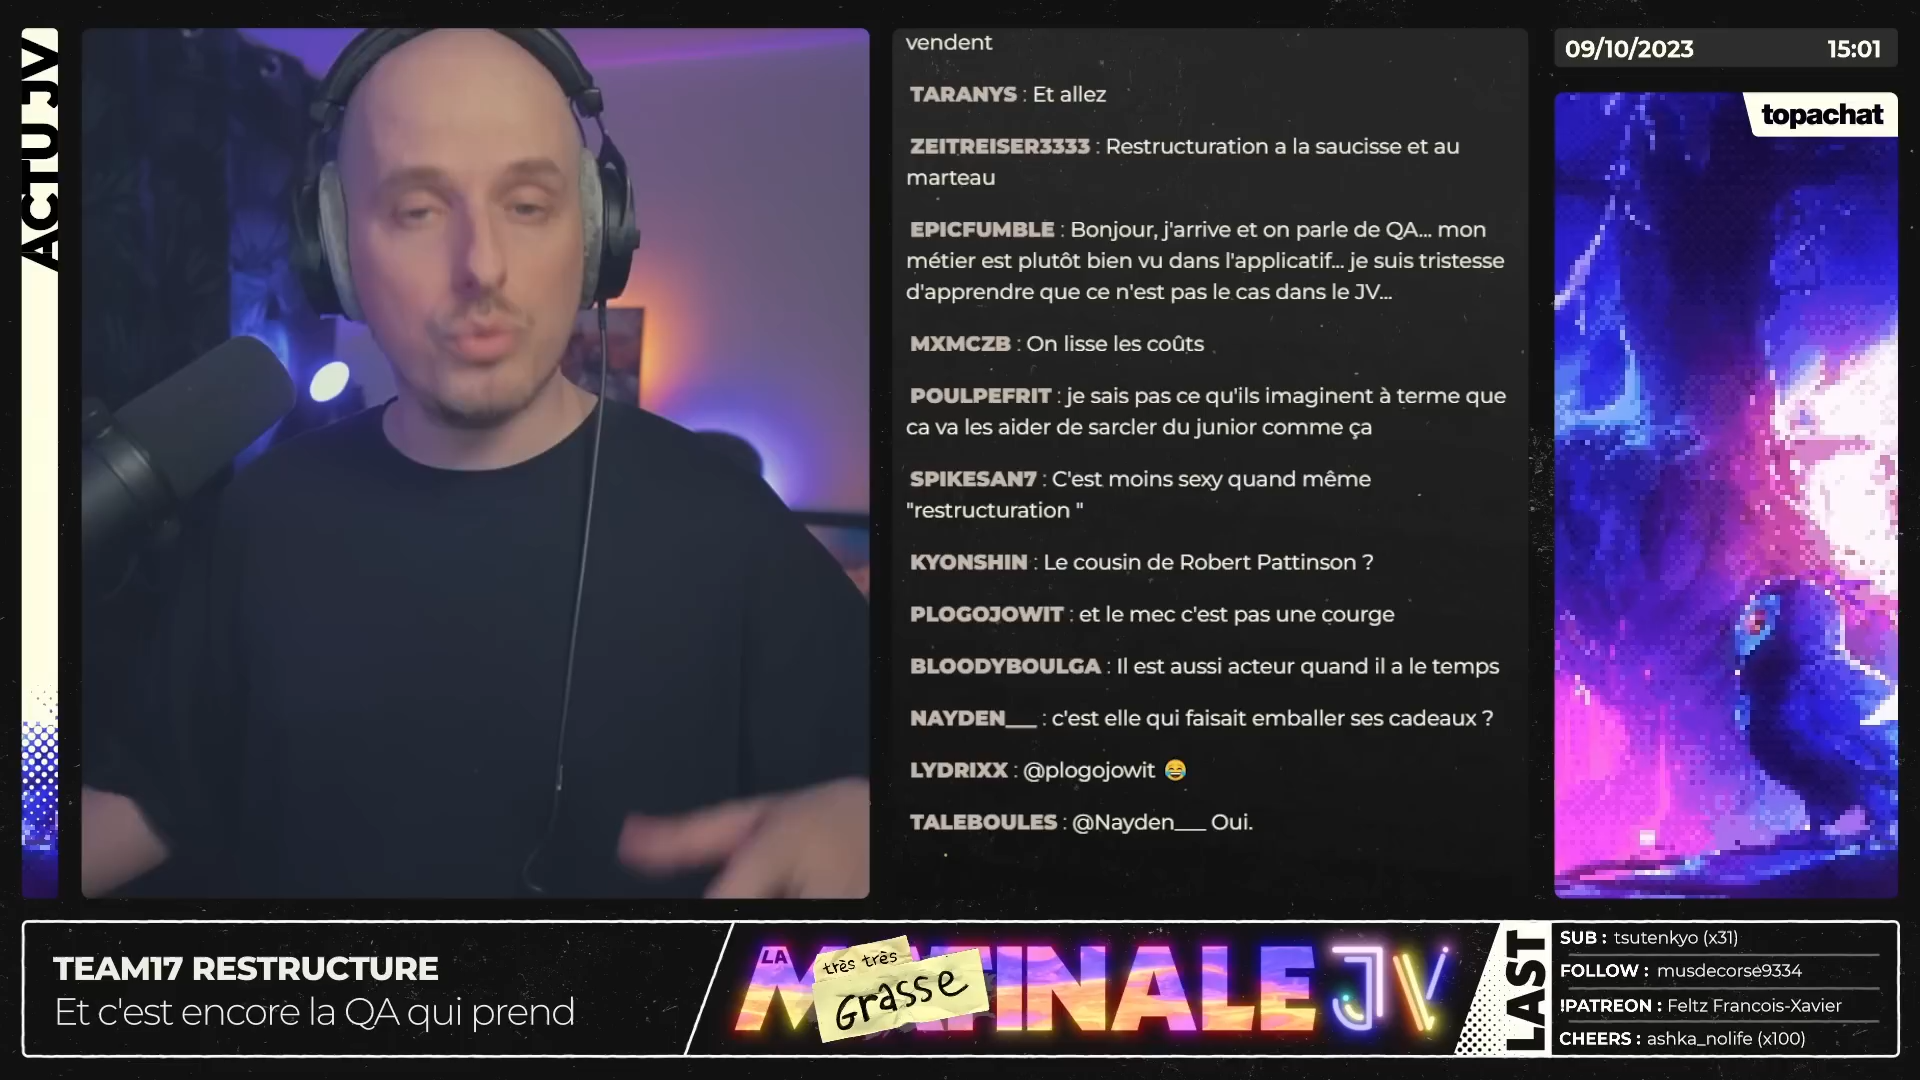 ACTU JV
vendent
TARANYS : Et allez
ZEITREISER3333 : Restructuration a la saucisse et au
marteau
EPICFUMBLE : Bonjour, j'arrive et on parle de QA... mon
métier est plutôt bien vu dans l'applicatif... je suis tristesse
d'apprendre que ce n'est pas le cas dans le JV...
MXMCZB : On lisse les coûts
POULPEFRIT : je sais pas ce qu'ils imaginent à terme que
ca va les aider de sarcler du junior comme ça
SPIKESAN7 : C'est moins sexy quand même
"restructuration "
KYONSHIN : Le cousin de Robert Pattinson ?
PLOGOJOWIT : et le mec c'est pas une courge
BLOODYBOULGA : Il est aussi acteur quand il a le temps
NAYDEN___ : c'est elle qui faisait emballer ses cadeaux ?
LYDRIXX : @plogojowit 😂
TALEBOULES : @Nayden___ Oui.
09/10/2023 15:01
topachat
TEAM17 RESTRUCTURE
Et c'est encore la QA qui prend
LA MATINALE JV
très très
Grasse
LAST
SUB : tsutenkyo (x31)
FOLLOW : musdecorse9334
!PATREON : Feltz Francois-Xavier
CHEERS : ashka_nolife (x100)